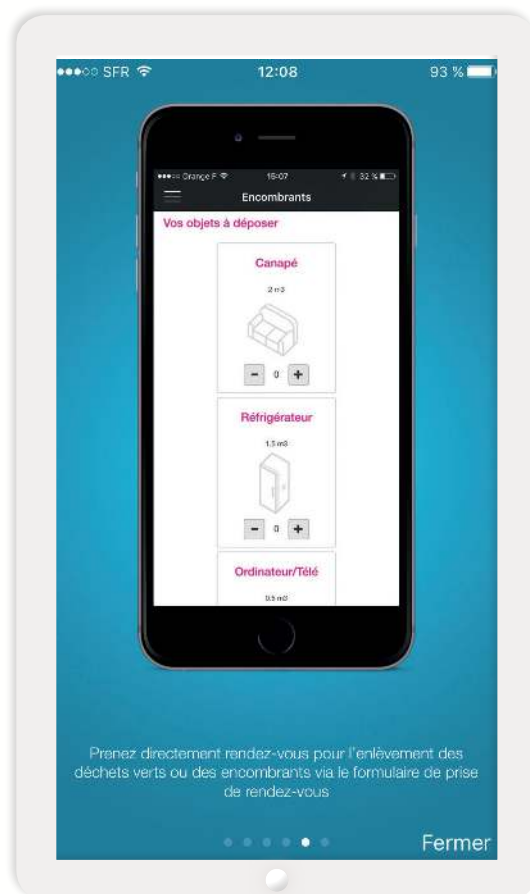 SFR 12:08 93 %
Orange F 16:07 32 %
Encombrants
Vos objets à déposer
Canapé
2 m3
- 0 +
Réfrigérateur
1.5 m3
- 0 +
Ordinateur/Télé
0.5 m3
Prenez directement rendez-vous pour l'enlèvement des
déchets verts ou des encombrants via le formulaire de prise
de rendez-vous
Fermer